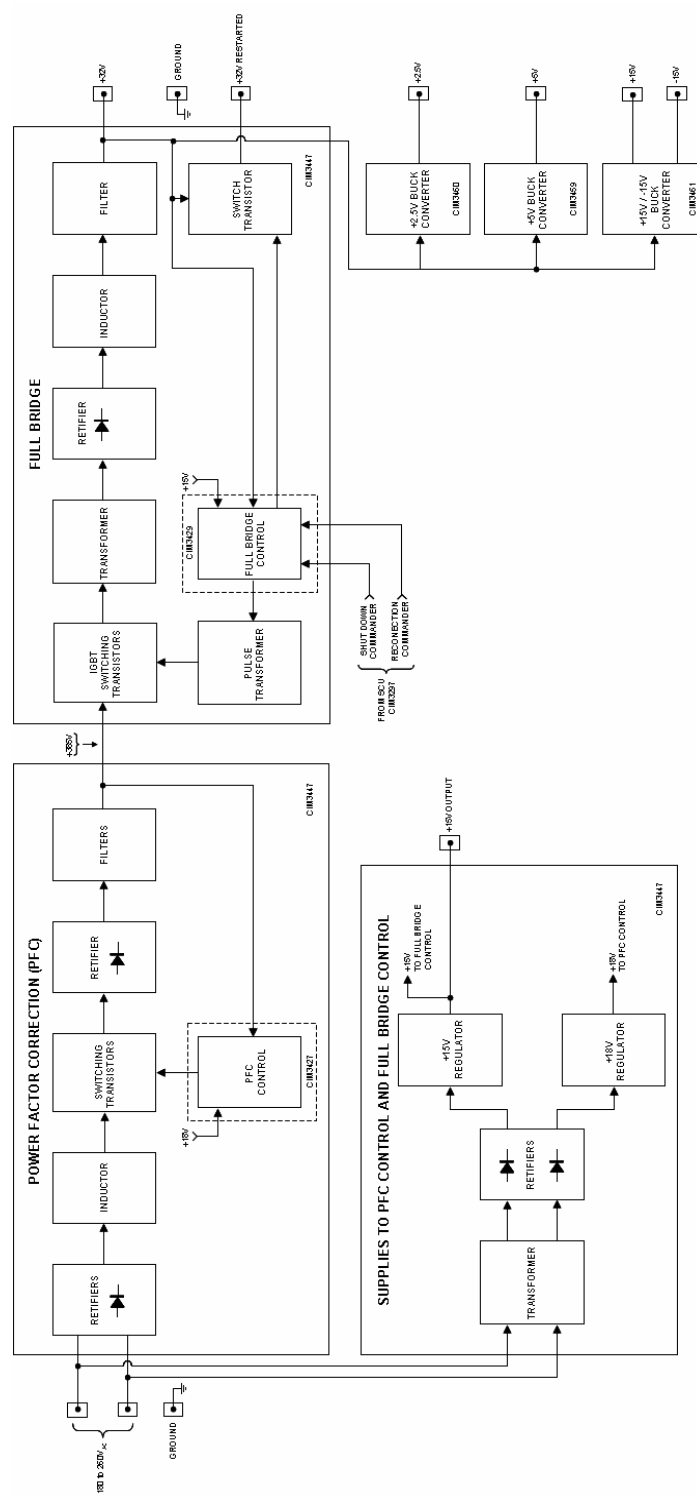 180 to 260V AC
GROUND
POWER FACTOR CORRECTION (PFC)
RETIFIERS
INDUCTOR
SWITCHING
TRANSISTORS
RETIFIER
FILTERS
+18V
PFC
CONTROL
CIM3427
CIM3447
+385V
FULL BRIDGE
IGBT
SWITCHING
TRANSISTORS
TRANSFORMER
RETIFIER
INDUCTOR
FILTER
PULSE
TRANSFORMER
CIM3429
FULL BRIDGE
CONTROL
+15V
SWITCH
TRANSISTOR
CIM3447
+32V
GROUND
+32V RESTARTED
FROM SCU
CIM3297
SHUT DOWN
COMMANDER
RECONECTION
COMMANDER
SUPPLIES TO PFC CONTROL AND FULL BRIDGE CONTROL
TRANSFORMER
RETIFIERS
+15V
REGULATOR
+18V
REGULATOR
+15V
TO FULL BRIDGE
CONTROL
+18V
TO PFC CONTROL
CIM3447
+15V OUTPUT
+2.5V BUCK
CONVERTER
CIM3460
+2.5V
+5V BUCK
CONVERTER
CIM3459
+5V
+15V / -15V
BUCK
CONVERTER
CIM3461
+15V
-15V